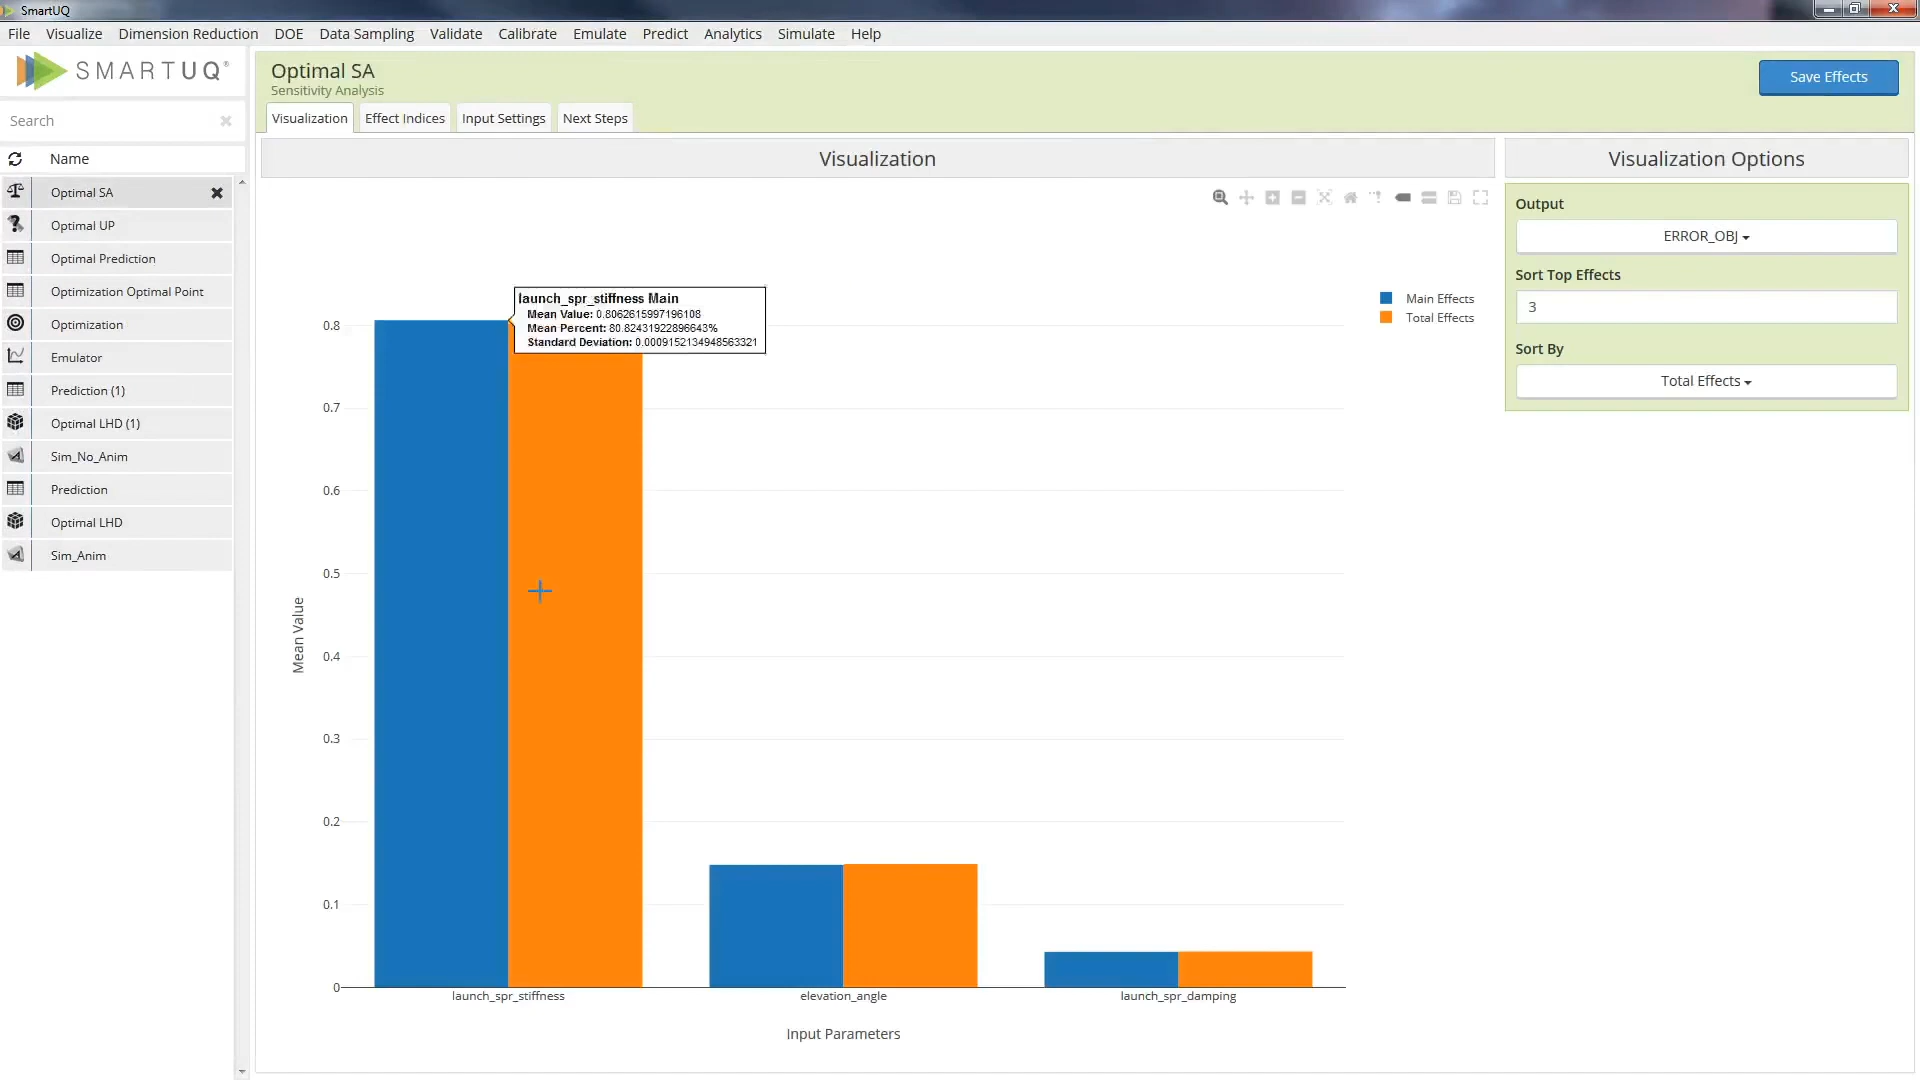 SmartUQ
File Visualize Dimension Reduction DOE Data Sampling Validate Calibrate Emulate Predict Analytics Simulate Help
SMARTUQ®
Search
Name
Optimal SA
Optimal UP
Optimal Prediction
Optimization Optimal Point
Optimization
Emulator
Prediction (1)
Optimal LHD (1)
Sim_No_Anim
Prediction
Optimal LHD
Sim_Anim
Optimal SA
Sensitivity Analysis
Save Effects
Visualization Effect Indices Input Settings Next Steps
Visualization
launch_spr_stiffness Main
Mean Value: 0.8062615997196108
Mean Percent: 80.82431922896643%
Standard Deviation: 0.0009152134948563321
Main Effects
Total Effects
0.8
0.7
0.6
0.5
0.4
0.3
0.2
0.1
0
Mean Value
launch_spr_stiffness elevation_angle launch_spr_damping
Input Parameters
Visualization Options
Output
ERROR_OBJ
Sort Top Effects
3
Sort By
Total Effects